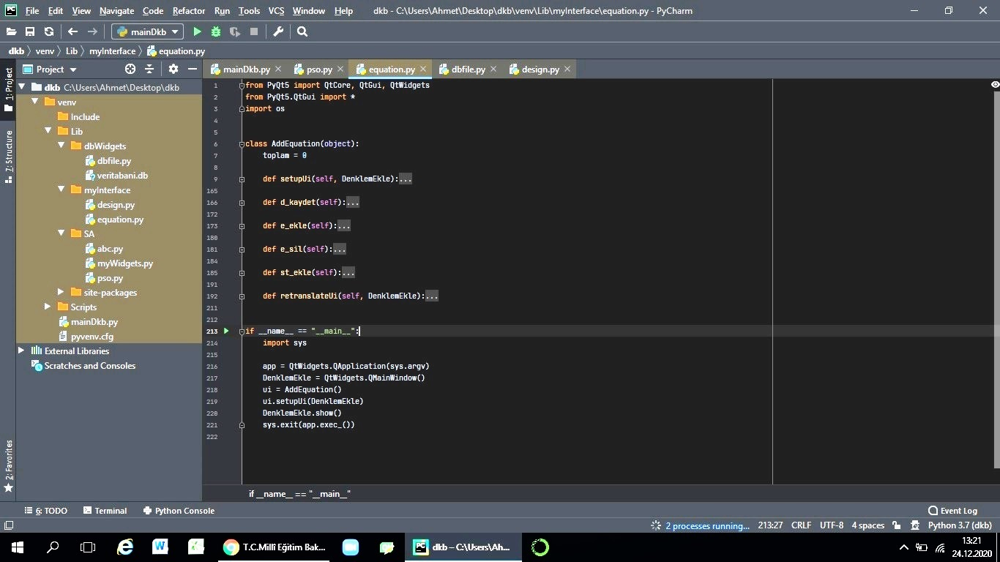 File Edit View Navigate Code Refactor Run Tools VCS Window Help dkb - C:\Users\Ahmet\Desktop\dkb\venv\Lib\myInterface\equation.py - PyCharm
mainDkb
dkb venv Lib myInterface equation.py
1: Project
Z: Structure
2: Favorites
Project
dkb C:\Users\Ahmet\Desktop\dkb
venv
Include
Lib
dbWidgets
dbfile.py
veritabani.db
myInterface
design.py
equation.py
SA
abc.py
myWidgets.py
pso.py
site-packages
Scripts
mainDkb.py
pyvenv.cfg
External Libraries
Scratches and Consoles
mainDkb.py pso.py equation.py dbfile.py design.py
1 from PyQt5 import QtCore, QtGui, QtWidgets
2 from PyQt5.QtGui import *
3 import os
4
5
6 class AddEquation(object):
7 toplam = 0
8
9 def setupUi(self, DenklemEkle):...
165
166 def d_kaydet(self):...
172
173 def e_ekle(self):...
180
181 def e_sil(self):...
184
185 def st_ekle(self):...
191
192 def retranslateUi(self, DenklemEkle):...
211
212
213 if __name__ == "__main__":
214 import sys
215
216 app = QtWidgets.QApplication(sys.argv)
217 DenklemEkle = QtWidgets.QMainWindow()
218 ui = AddEquation()
219 ui.setupUi(DenklemEkle)
220 DenklemEkle.show()
221 sys.exit(app.exec_())
222
if __name__ == "__main__"
6: TODO Terminal Python Console Event Log
2 processes running... 213:27 CRLF UTF-8 4 spaces Python 3.7 (dkb)
T.C.Millî Eğitim Bak... dkb – C:\Users\Ah... 13:21
24.12.2020